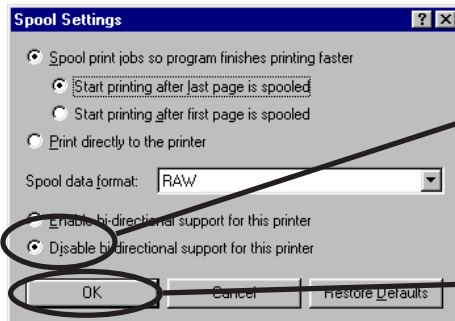 Spool Settings
Spool print jobs so program finishes printing faster
Start printing after last page is spooled
Start printing after first page is spooled
Print directly to the printer
Spool data format: RAW
Enable bi-directional support for this printer
Disable bi-directional support for this printer
OK Cancel Restore Defaults